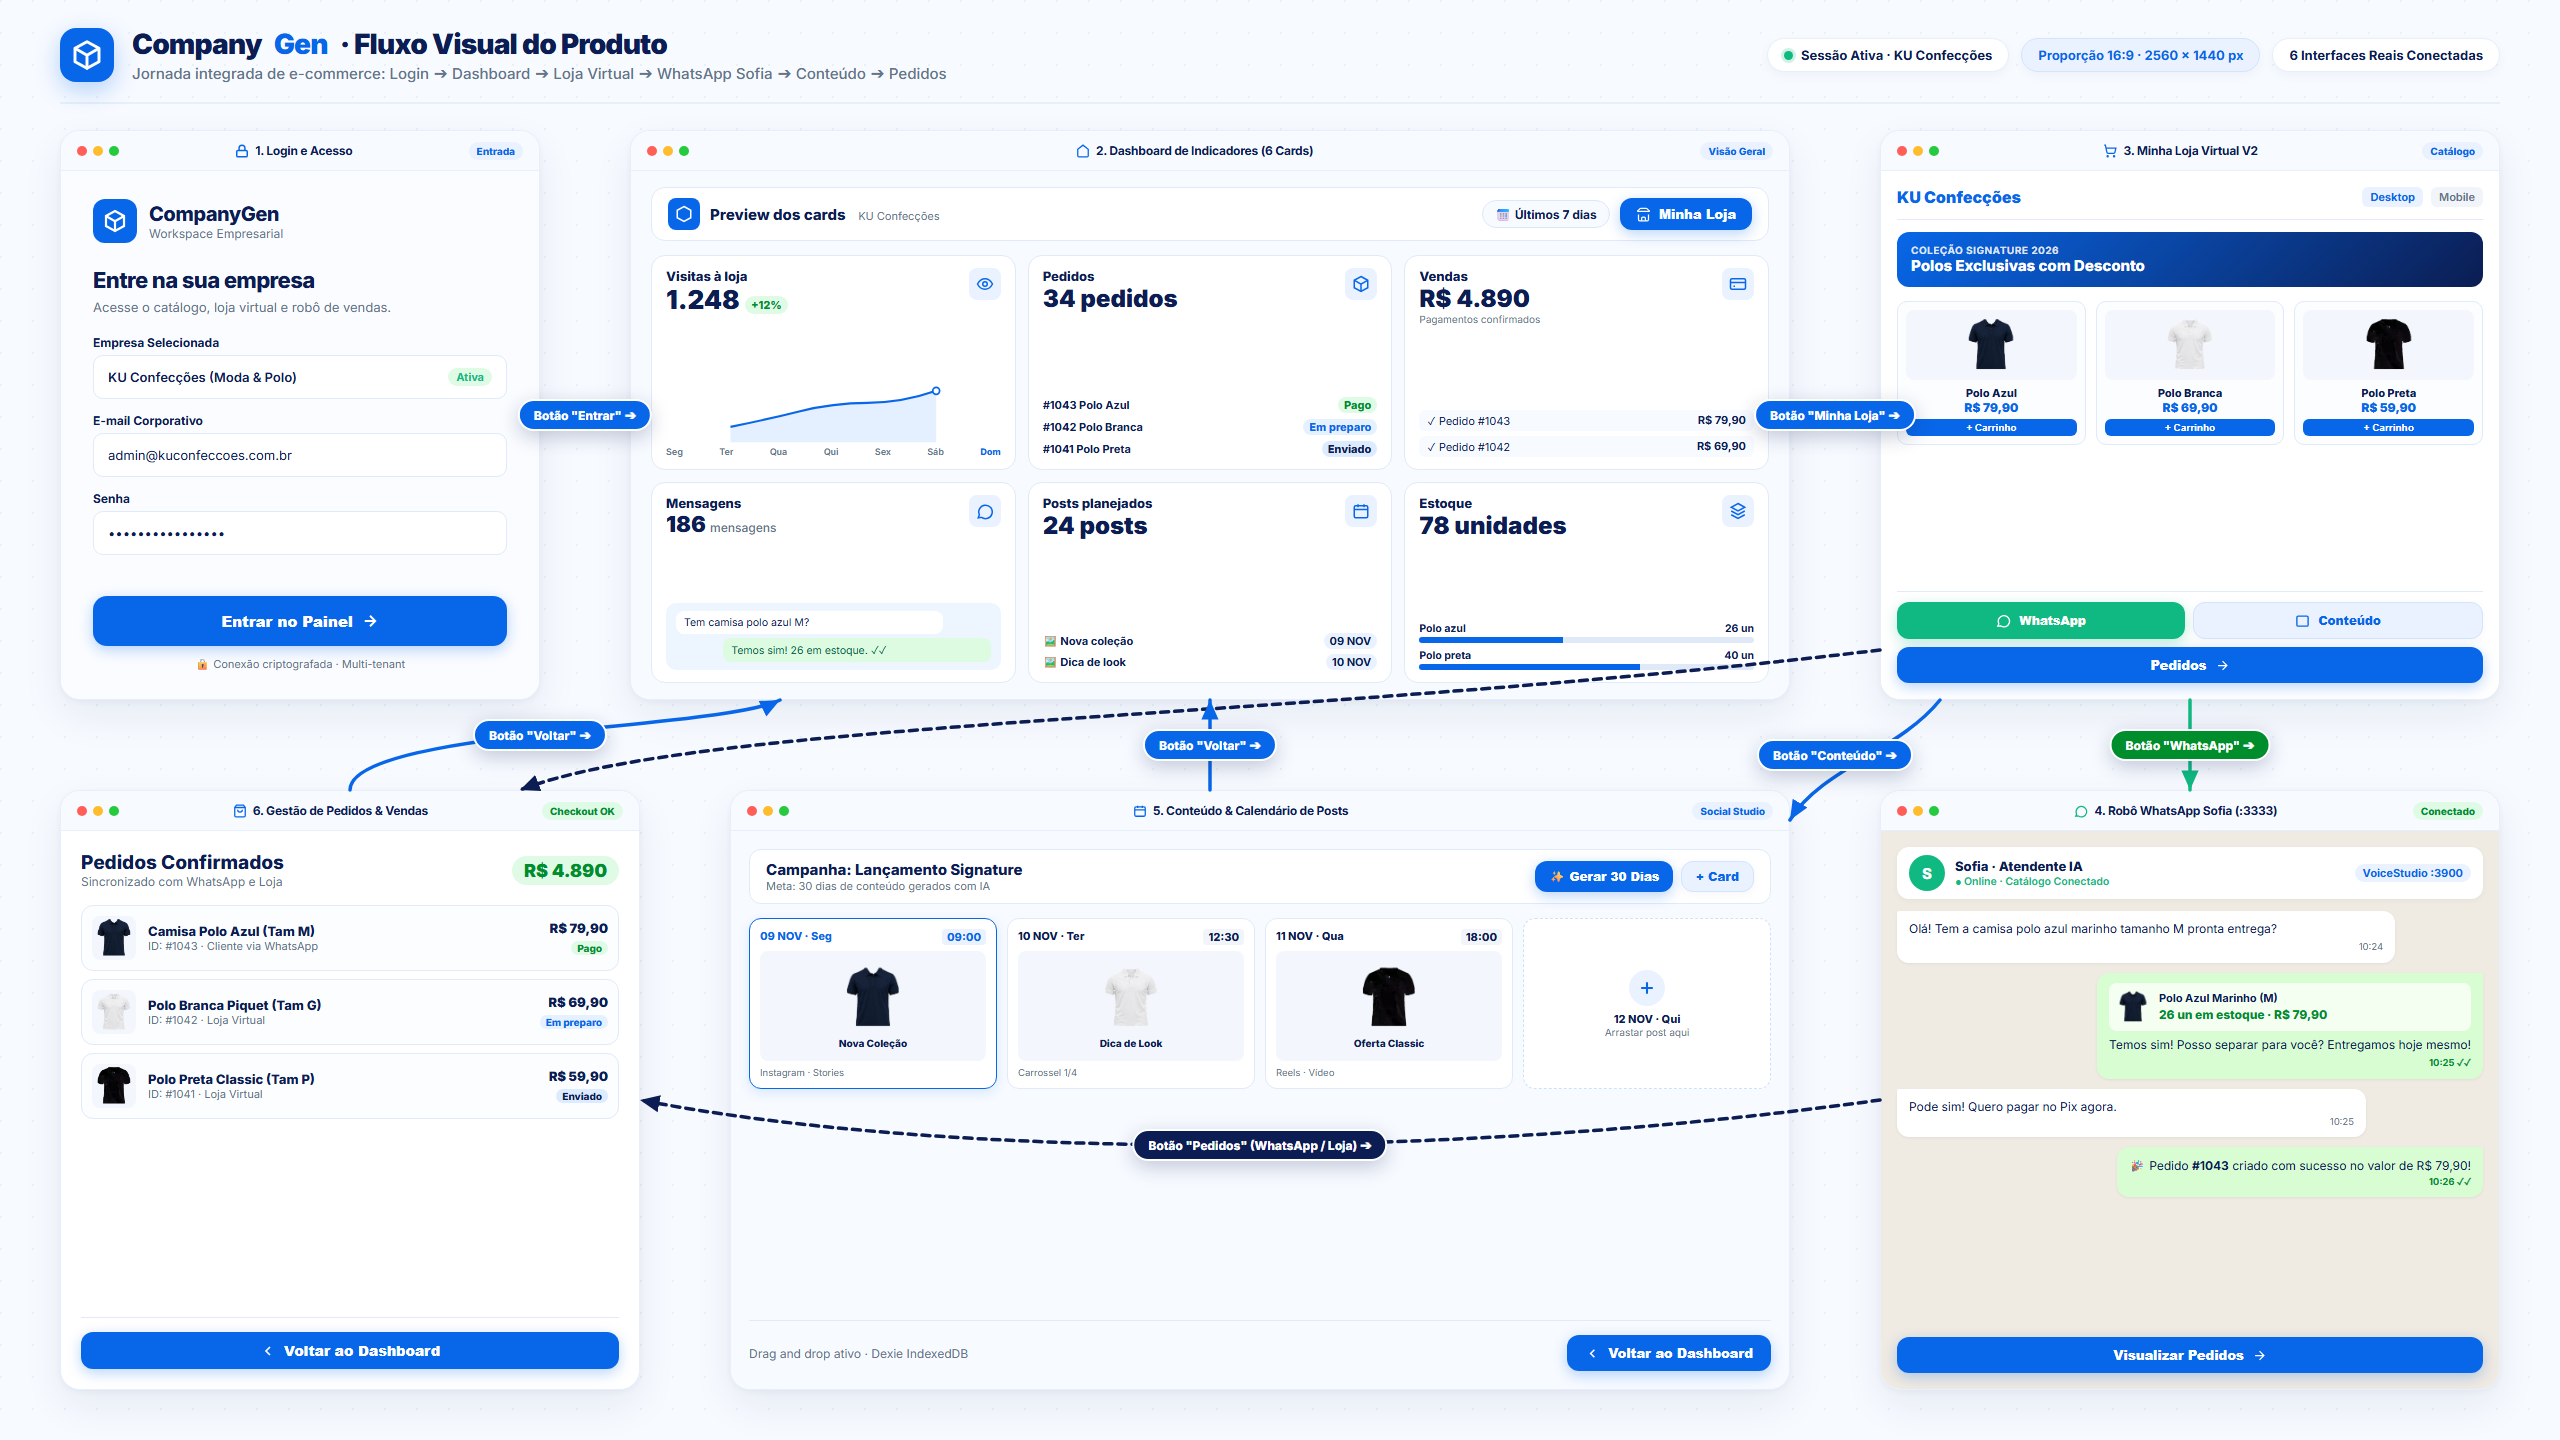 Company Gen · Fluxo Visual do Produto
Jornada integrada de e-commerce: Login → Dashboard → Loja Virtual → WhatsApp Sofia → Conteúdo → Pedidos
Sessão Ativa · KU Confecções
Proporção 16:9 · 2560 × 1440 px
6 Interfaces Reais Conectadas
1. Login e Acesso
Entrada
CompanyGen
Workspace Empresarial
Entre na sua empresa
Acesse o catálogo, loja virtual e robô de vendas.
Empresa Selecionada
KU Confecções (Moda & Polo)
Ativa
E-mail Corporativo
admin@kuconfeccoes.com.br
Senha
••••••••••••••••
Entrar no Painel →
🔒 Conexão criptografada · Multi-tenant
Botão "Entrar" ➔
2. Dashboard de Indicadores (6 Cards)
Visão Geral
Preview dos cards KU Confecções
📅 Últimos 7 dias
Minha Loja
Visitas à loja
1.248 +12%
Seg Ter Qua Qui Sex Sáb Dom
Pedidos
34 pedidos
#1043 Polo Azul Pago
#1042 Polo Branca Em preparo
#1041 Polo Preta Enviado
Vendas
R$ 4.890
Pagamentos confirmados
✓ Pedido #1043 R$ 79,90
✓ Pedido #1042 R$ 69,90
Mensagens
186 mensagens
Tem camisa polo azul M?
Temos sim! 26 em estoque. ✓✓
Posts planejados
24 posts
🖼️ Nova coleção 09 NOV
🖼️ Dica de look 10 NOV
Estoque
78 unidades
Polo azul 26 un
Polo preta 40 un
Botão "Minha Loja" ➔
3. Minha Loja Virtual V2
Catálogo
KU Confecções
Desktop
Mobile
COLEÇÃO SIGNATURE 2026
Polos Exclusivas com Desconto
Polo Azul
R$ 79,90
+ Carrinho
Polo Branca
R$ 69,90
+ Carrinho
Polo Preta
R$ 59,90
+ Carrinho
WhatsApp
Conteúdo
Pedidos →
Botão "Voltar" ➔
Botão "Voltar" ➔
Botão "Conteúdo" ➔
Botão "WhatsApp" ➔
6. Gestão de Pedidos & Vendas
Checkout OK
Pedidos Confirmados
Sincronizado com WhatsApp e Loja
R$ 4.890
Camisa Polo Azul (Tam M)
ID: #1043 · Cliente via WhatsApp
R$ 79,90
Pago
Polo Branca Piquet (Tam G)
ID: #1042 · Loja Virtual
R$ 69,90
Em preparo
Polo Preta Classic (Tam P)
ID: #1041 · Loja Virtual
R$ 59,90
Enviado
Voltar ao Dashboard
5. Conteúdo & Calendário de Posts
Social Studio
Campanha: Lançamento Signature
Meta: 30 dias de conteúdo gerados com IA
✨ Gerar 30 Dias
+ Card
09 NOV · Seg 09:00
Nova Coleção
Instagram · Stories
10 NOV · Ter 12:30
Dica de Look
Carrossel 1/4
11 NOV · Qua 18:00
Oferta Classic
Reels · Vídeo
+
12 NOV · Qui
Arrastar post aqui
Botão "Pedidos" (WhatsApp / Loja) ➔
Drag and drop ativo · Dexie IndexedDB
Voltar ao Dashboard
4. Robô WhatsApp Sofia (:3333)
Conectado
S
Sofia · Atendente IA
● Online · Catálogo Conectado
VoiceStudio :3900
Olá! Tem a camisa polo azul marinho tamanho M pronta entrega?
10:24
Polo Azul Marinho (M)
26 un em estoque · R$ 79,90
Temos sim! Posso separar para você? Entregamos hoje mesmo!
10:25 ✓✓
Pode sim! Quero pagar no Pix agora.
10:25
🎉 Pedido #1043 criado com sucesso no valor de R$ 79,90!
10:26 ✓✓
Visualizar Pedidos →